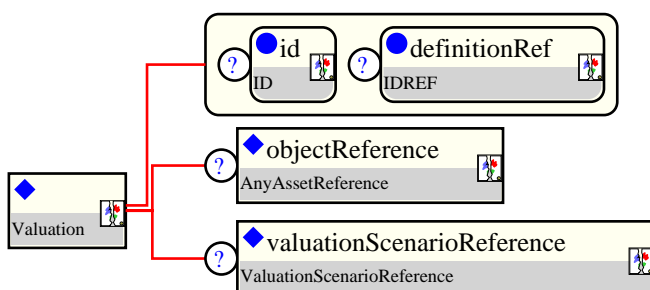 ? id ? definitionRef
ID IDREF
? objectReference
AnyAssetReference
Valuation
? valuationScenarioReference
ValuationScenarioReference